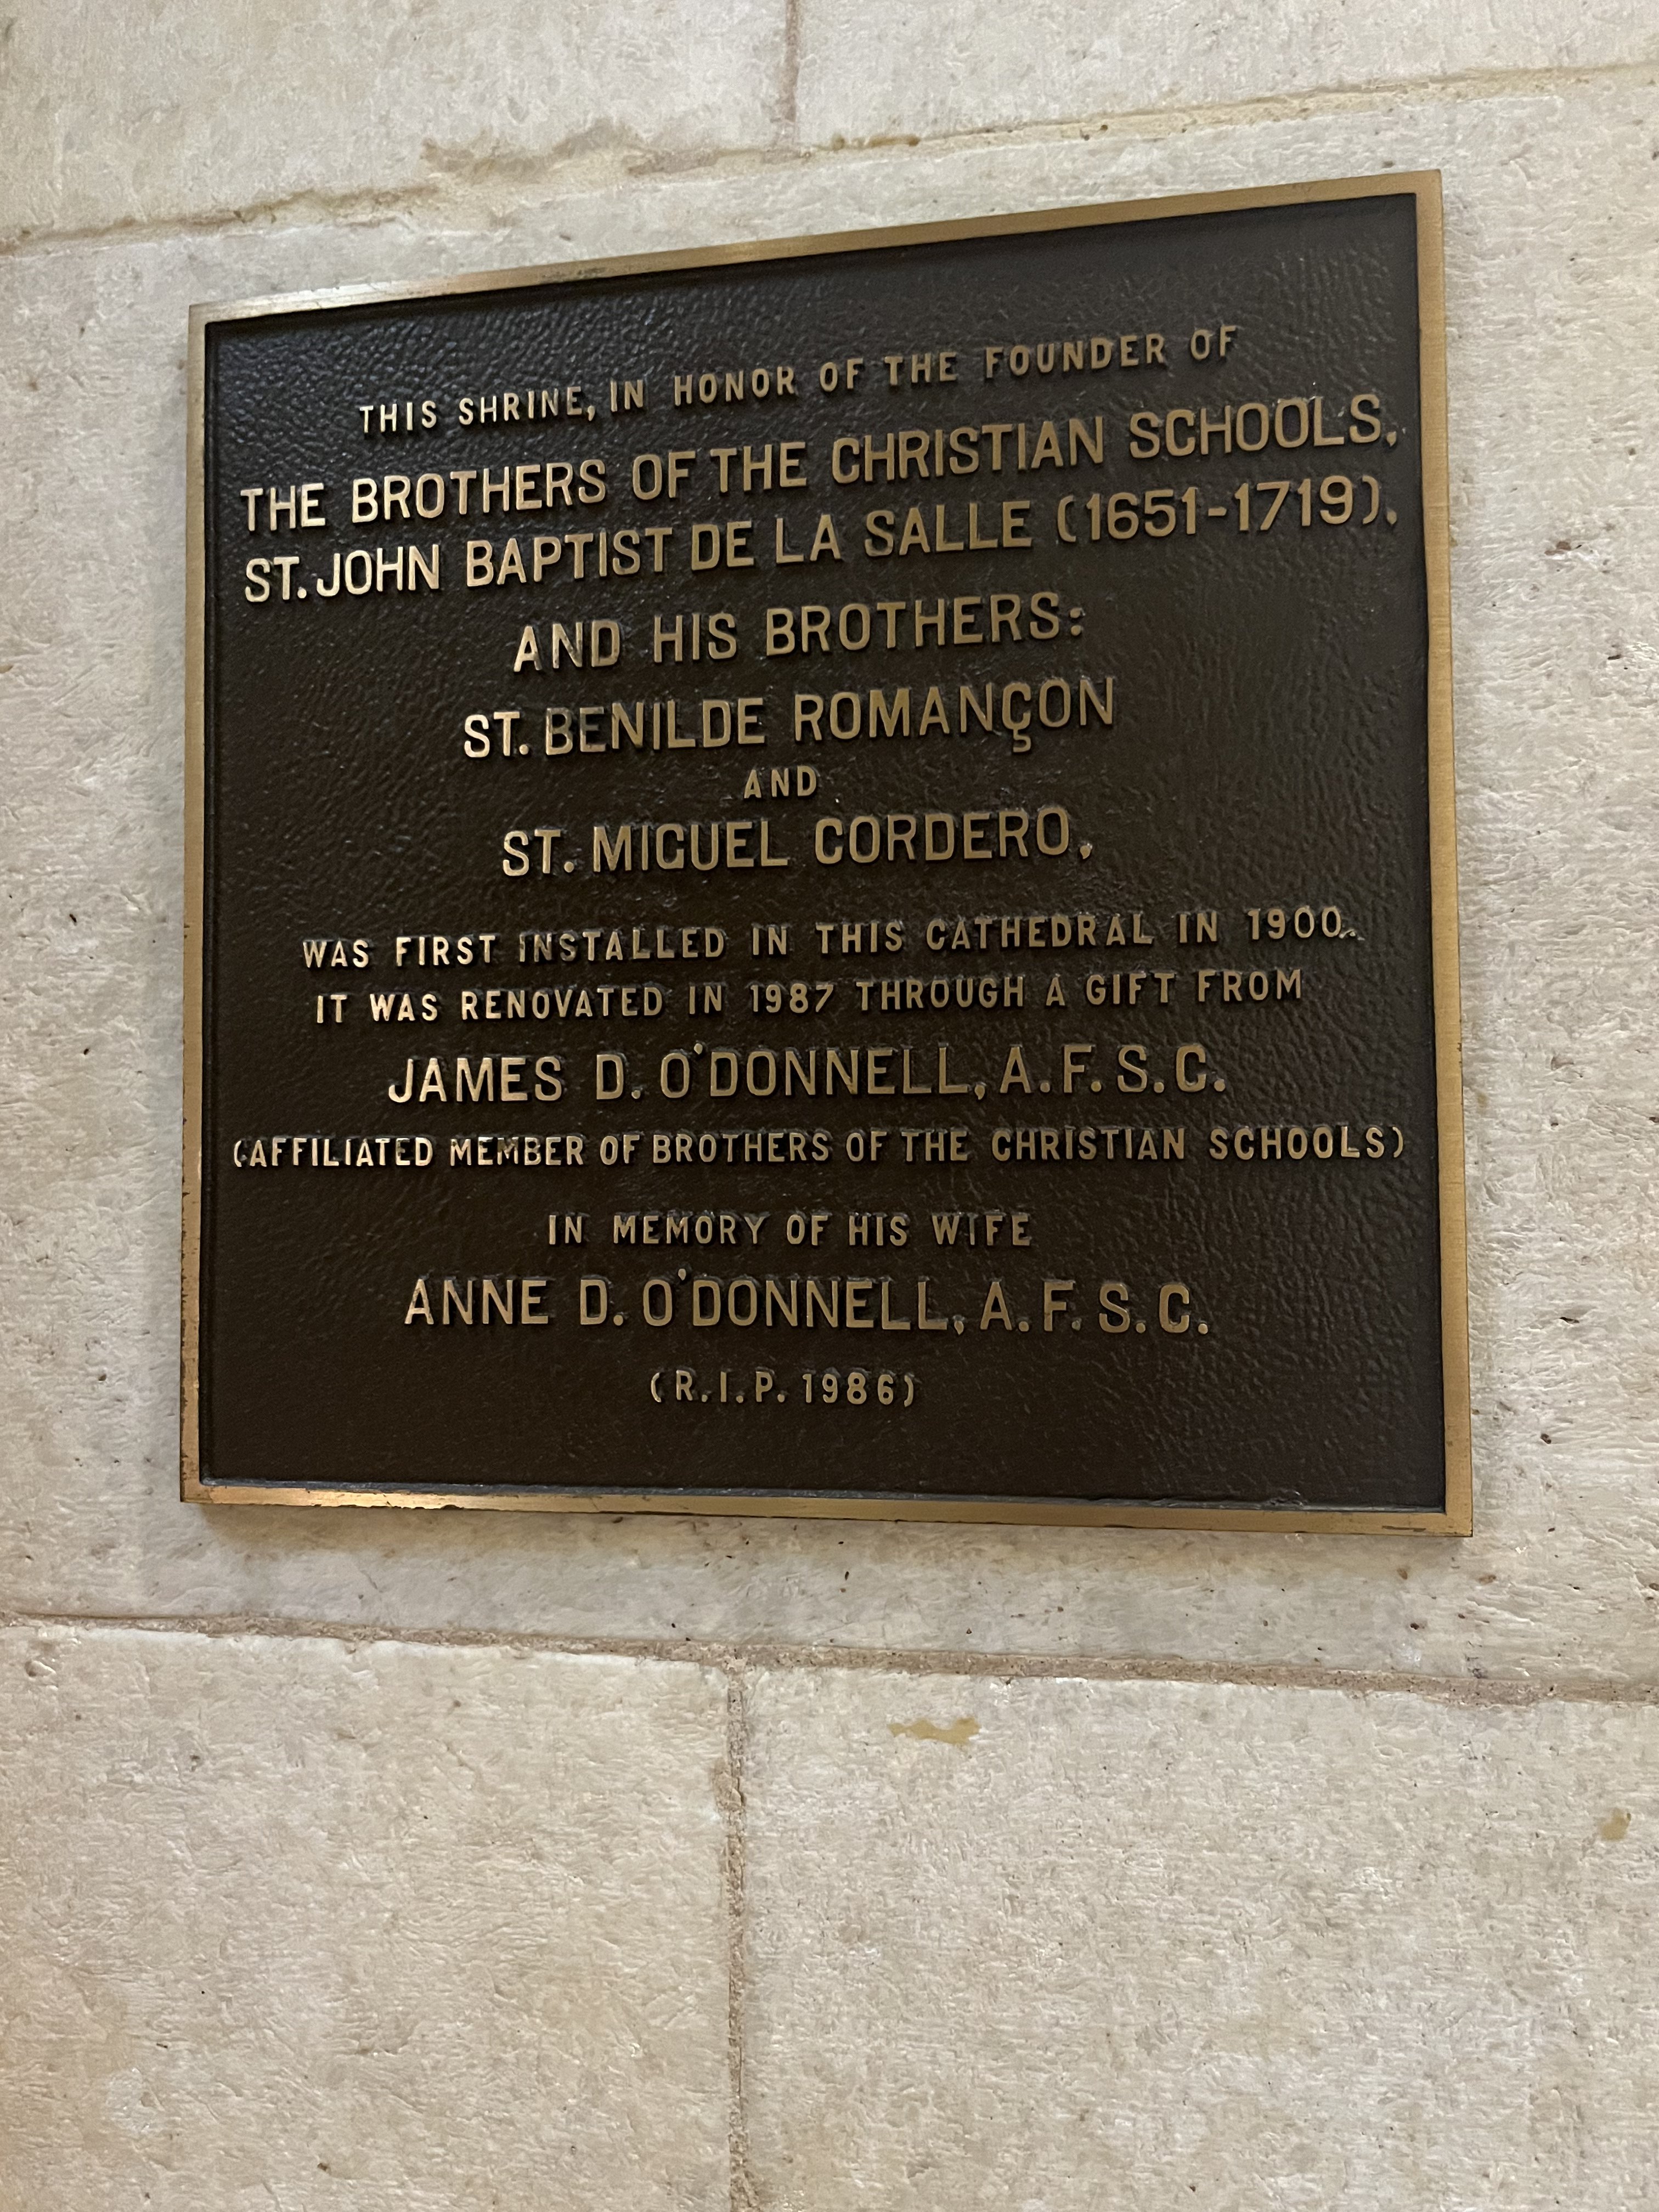 THIS SHRINE, IN HONOR OF THE FOUNDER OF
THE BROTHERS OF THE CHRISTIAN SCHOOLS,
ST. JOHN BAPTIST DE LA SALLE (1651-1719),
AND HIS BROTHERS:
ST. BENILDE ROMANÇON
AND
ST. MIGUEL CORDERO,
WAS FIRST INSTALLED IN THIS CATHEDRAL IN 1900.
IT WAS RENOVATED IN 1987 THROUGH A GIFT FROM
JAMES D. O'DONNELL, A.F.S.C.
(AFFILIATED MEMBER OF BROTHERS OF THE CHRISTIAN SCHOOLS)
IN MEMORY OF HIS WIFE
ANNE D. O'DONNELL, A.F.S.C.
(R.I.P. 1986)